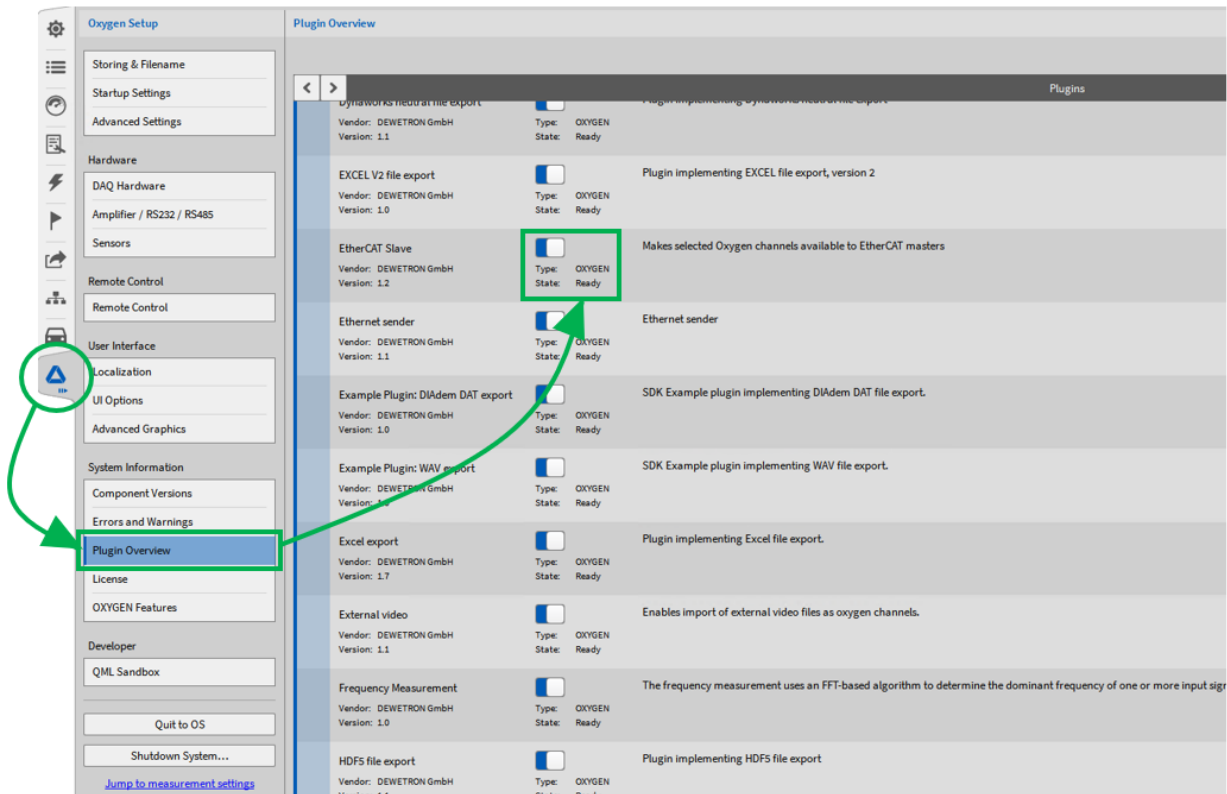 Oxygen Setup
Storing & Filename
Startup Settings
Advanced Settings
Hardware
DAQ Hardware
Amplifier / RS232 / RS485
Sensors
Remote Control
Remote Control
User Interface
Localization
UI Options
Advanced Graphics
System Information
Component Versions
Errors and Warnings
Plugin Overview
License
OXYGEN Features
Developer
QML Sandbox
Quit to OS
Shutdown System...
Jump to measurement settings
Plugin Overview
Plugins
Dynaworks neutral file export
Plugin implementing Dynaworks neutral file export
Vendor: DEWETRON GmbH Type: OXYGEN
Version: 1.1 State: Ready
EXCEL V2 file export
Plugin implementing EXCEL file export, version 2
Vendor: DEWETRON GmbH Type: OXYGEN
Version: 1.0 State: Ready
EtherCAT Slave
Makes selected Oxygen channels available to EtherCAT masters
Vendor: DEWETRON GmbH Type: OXYGEN
Version: 1.2 State: Ready
Ethernet sender
Ethernet sender
Vendor: DEWETRON GmbH Type: OXYGEN
Version: 1.1 State: Ready
Example Plugin: DIAdem DAT export
SDK Example plugin implementing DIAdem DAT file export.
Vendor: DEWETRON GmbH Type: OXYGEN
Version: 1.0 State: Ready
Example Plugin: WAV export
SDK Example plugin implementing WAV file export.
Vendor: DEWETRON GmbH Type: OXYGEN
Version: State: Ready
Excel export
Plugin implementing Excel file export.
Vendor: DEWETRON GmbH Type: OXYGEN
Version: 1.7 State: Ready
External video
Enables import of external video files as oxygen channels.
Vendor: DEWETRON GmbH Type: OXYGEN
Version: 1.1 State: Ready
Frequency Measurement
The frequency measurement uses an FFT-based algorithm to determine the dominant frequency of one or more input sign
Vendor: DEWETRON GmbH Type: OXYGEN
Version: 1.0 State: Ready
HDF5 file export
Plugin implementing HDF5 file export
Vendor: DEWETRON GmbH Type: OXYGEN